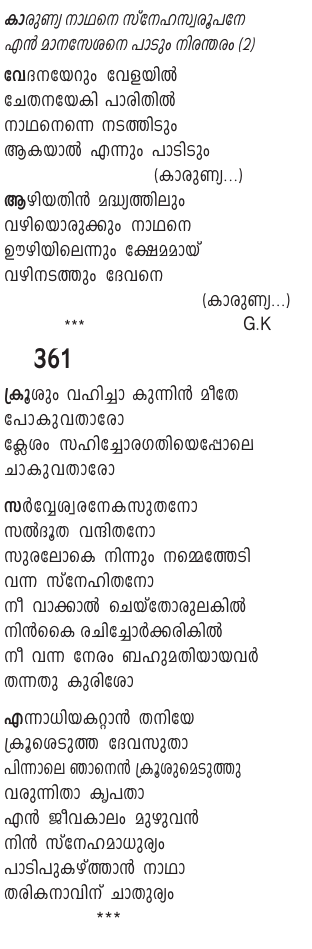 കാരുണ്യ നാഥനെ സ്നേഹസ്വരൂപനേ
എൻ മാനസേശനെ പാടും നിരന്തരം (2)
വേദനയേറും വേളയിൽ
ചേതനയേകി പാരിതിൽ
നാഥനെന്നെ നടത്തിടും
ആകയാൽ എന്നും പാടിടും
(കാരുണ്യ...)
ആഴിയതിൻ മദ്ധ്യത്തിലും
വഴിയൊരുക്കും നാഥനെ
ഊഴിയിലെന്നും ക്ഷേമമായ്
വഴിനടത്തും ദേവനെ
(കാരുണ്യ...)
*** G.K
361
ക്രൂശും വഹിച്ചാ കുന്നിൻ മീതേ
പോകുവതാരോ
ക്ലേശം സഹിച്ചോരഗതിയെപ്പോലെ
ചാകുവതാരോ
സർവ്വേശ്വരനേകസുതനോ
സൽദൂത വന്ദിതനോ
സുരലോകെ നിന്നും നമ്മെത്തേടി
വന്ന സ്നേഹിതനോ
നീ വാക്കാൽ ചെയ്തോരുലകിൽ
നിൻകൈ രചിച്ചോർക്കരികിൽ
നീ വന്ന നേരം ബഹുമതിയായവർ
തന്നതു കുരിശോ
എന്നാധിയകറ്റാൻ തനിയേ
ക്രൂശെടുത്ത ദേവസുതാ
പിന്നാലെ ഞാനെൻ ക്രൂശുമെടുത്തു
വരുന്നിതാ കൃപതാ
എൻ ജീവകാലം മുഴുവൻ
നിൻ സ്നേഹമാധുര്യം
പാടിപുകഴ്ത്താൻ നാഥാ
തരികനാവിന് ചാതുര്യം
***